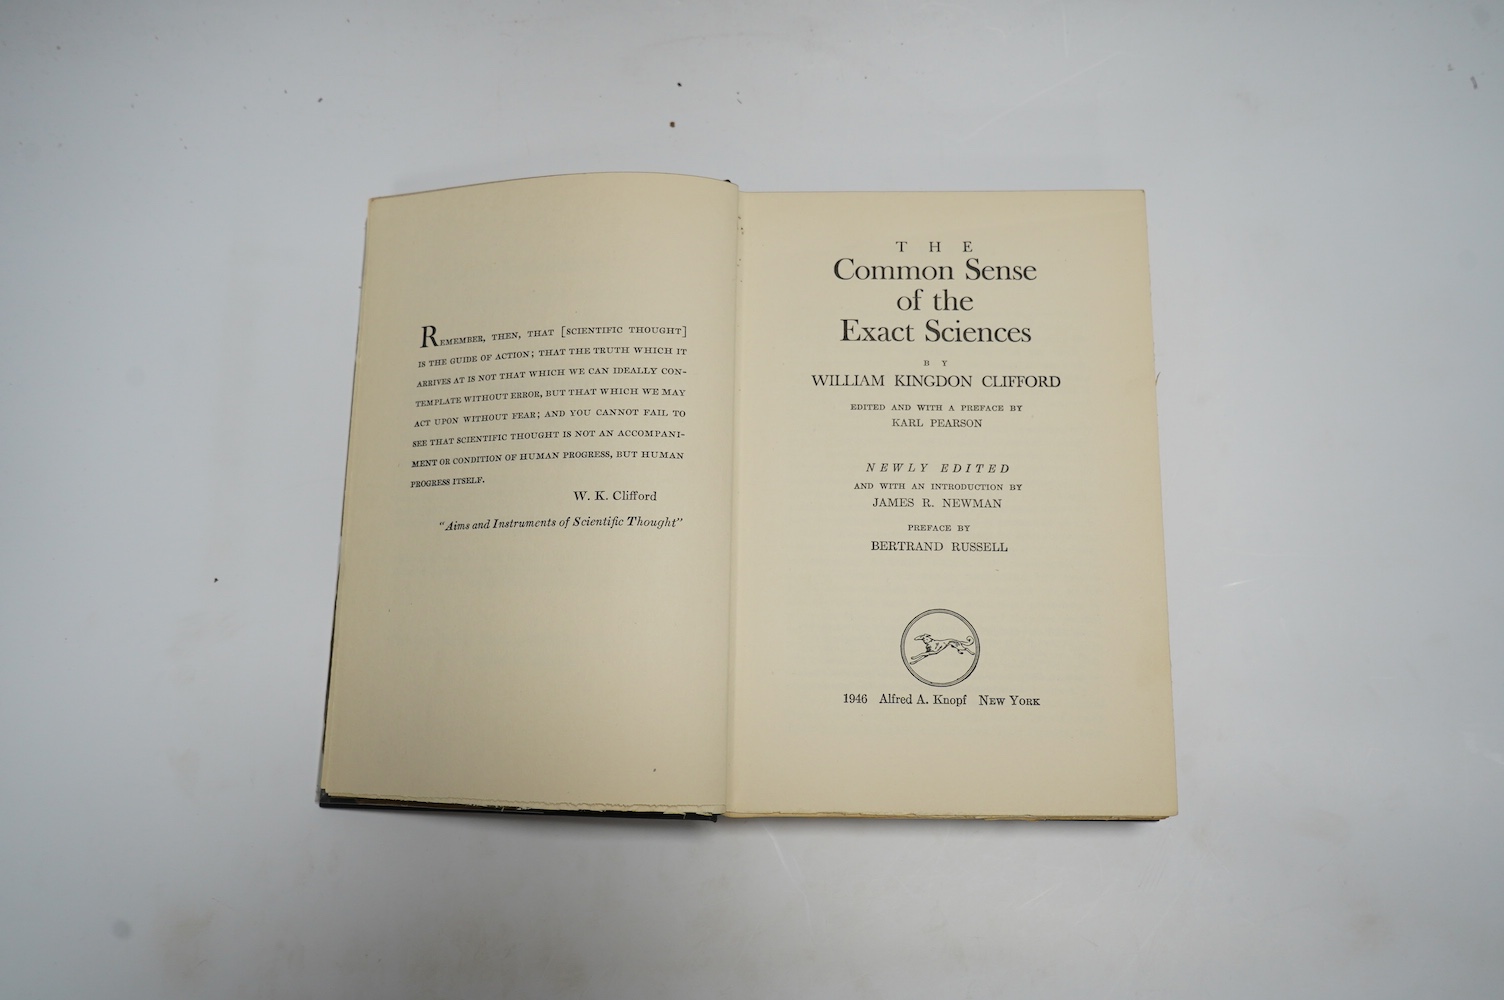 Remember, then, that [scientific thought]
is the guide of action; that the truth which it
arrives at is not that which we can ideally con-
template without error, but that which we may
act upon without fear; and you cannot fail to
see that scientific thought is not an accompani-
ment or condition of human progress, but human
progress itself.
W. K. Clifford
"Aims and Instruments of Scientific Thought"
THE
Common Sense
of the
Exact Sciences
BY
WILLIAM KINGDON CLIFFORD
EDITED AND WITH A PREFACE BY
KARL PEARSON
NEWLY EDITED
AND WITH AN INTRODUCTION BY
JAMES R. NEWMAN
PREFACE BY
BERTRAND RUSSELL
1946 Alfred A. Knopf New York